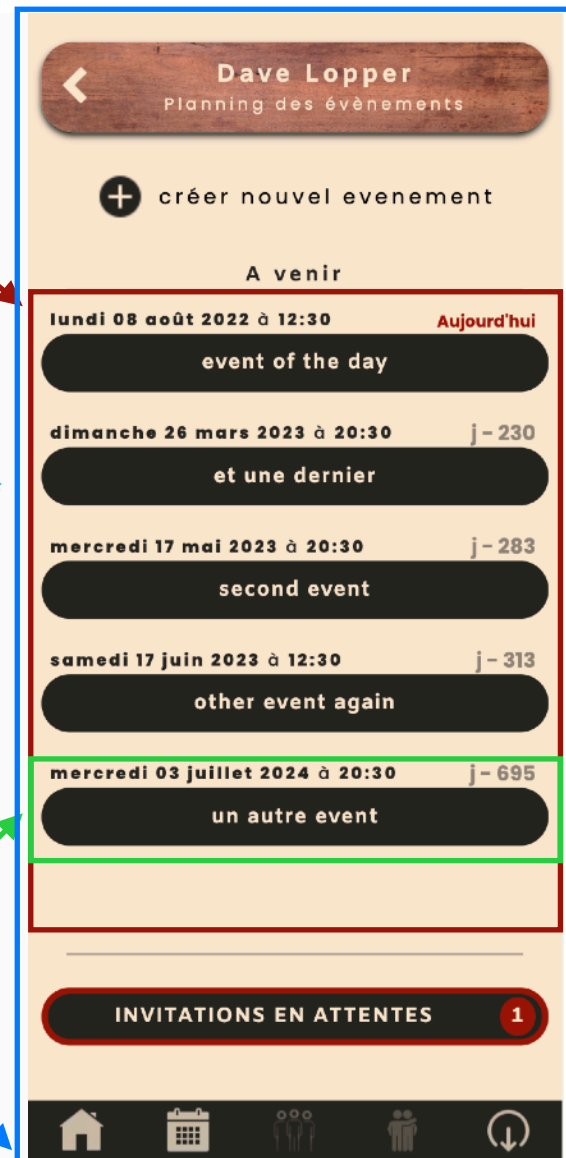 Dave Lopper
Planning des évènements
créer nouvel evenement
A venir
lundi 08 août 2022 à 12:30 Aujourd'hui
event of the day
dimanche 26 mars 2023 à 20:30 j - 230
et une dernier
mercredi 17 mai 2023 à 20:30 j - 283
second event
samedi 17 juin 2023 à 12:30 j - 313
other event again
mercredi 03 juillet 2024 à 20:30 j - 695
un autre event
INVITATIONS EN ATTENTES 1